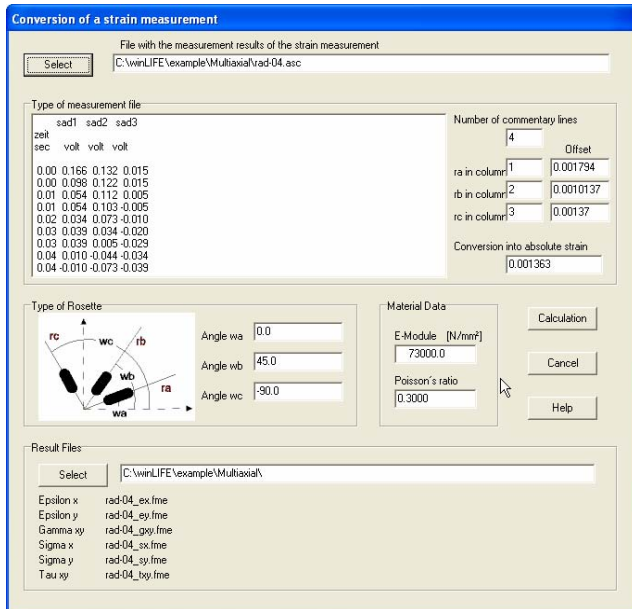 Conversion of a strain measurement
File with the measurement results of the strain measurement
Select
C:\winLIFE\example\Multiaxial\rad-04.asc
Type of measurement file
sad1 sad2 sad3
zeit
sec volt volt volt
0.00 0.166 0.132 0.015
0.00 0.098 0.122 0.015
0.01 0.054 0.112 0.005
0.01 0.054 0.103 -0.005
0.02 0.034 0.073 -0.010
0.03 0.039 0.034 -0.020
0.03 0.039 0.005 -0.029
0.04 0.010 -0.044 -0.034
0.04 -0.010 -0.073 -0.039
Number of commentary lines
4
Offset
ra in column 1 0.001794
rb in column 2 0.0010137
rc in column 3 0.00137
Conversion into absolute strain
0.001363
Type of Rosette
rc wc rb
wb
ra
wa
Angle wa 0.0
Angle wb 45.0
Angle wc -90.0
Material Data
E-Module [N/mm²]
73000.0
Poisson´s ratio
0.3000
Calculation
Cancel
Help
Result Files
Select
C:\winLIFE\example\Multiaxial\
Epsilon x rad-04_ex.fme
Epsilon y rad-04_ey.fme
Gamma xy rad-04_gxy.fme
Sigma x rad-04_sx.fme
Sigma y rad-04_sy.fme
Tau xy rad-04_txy.fme